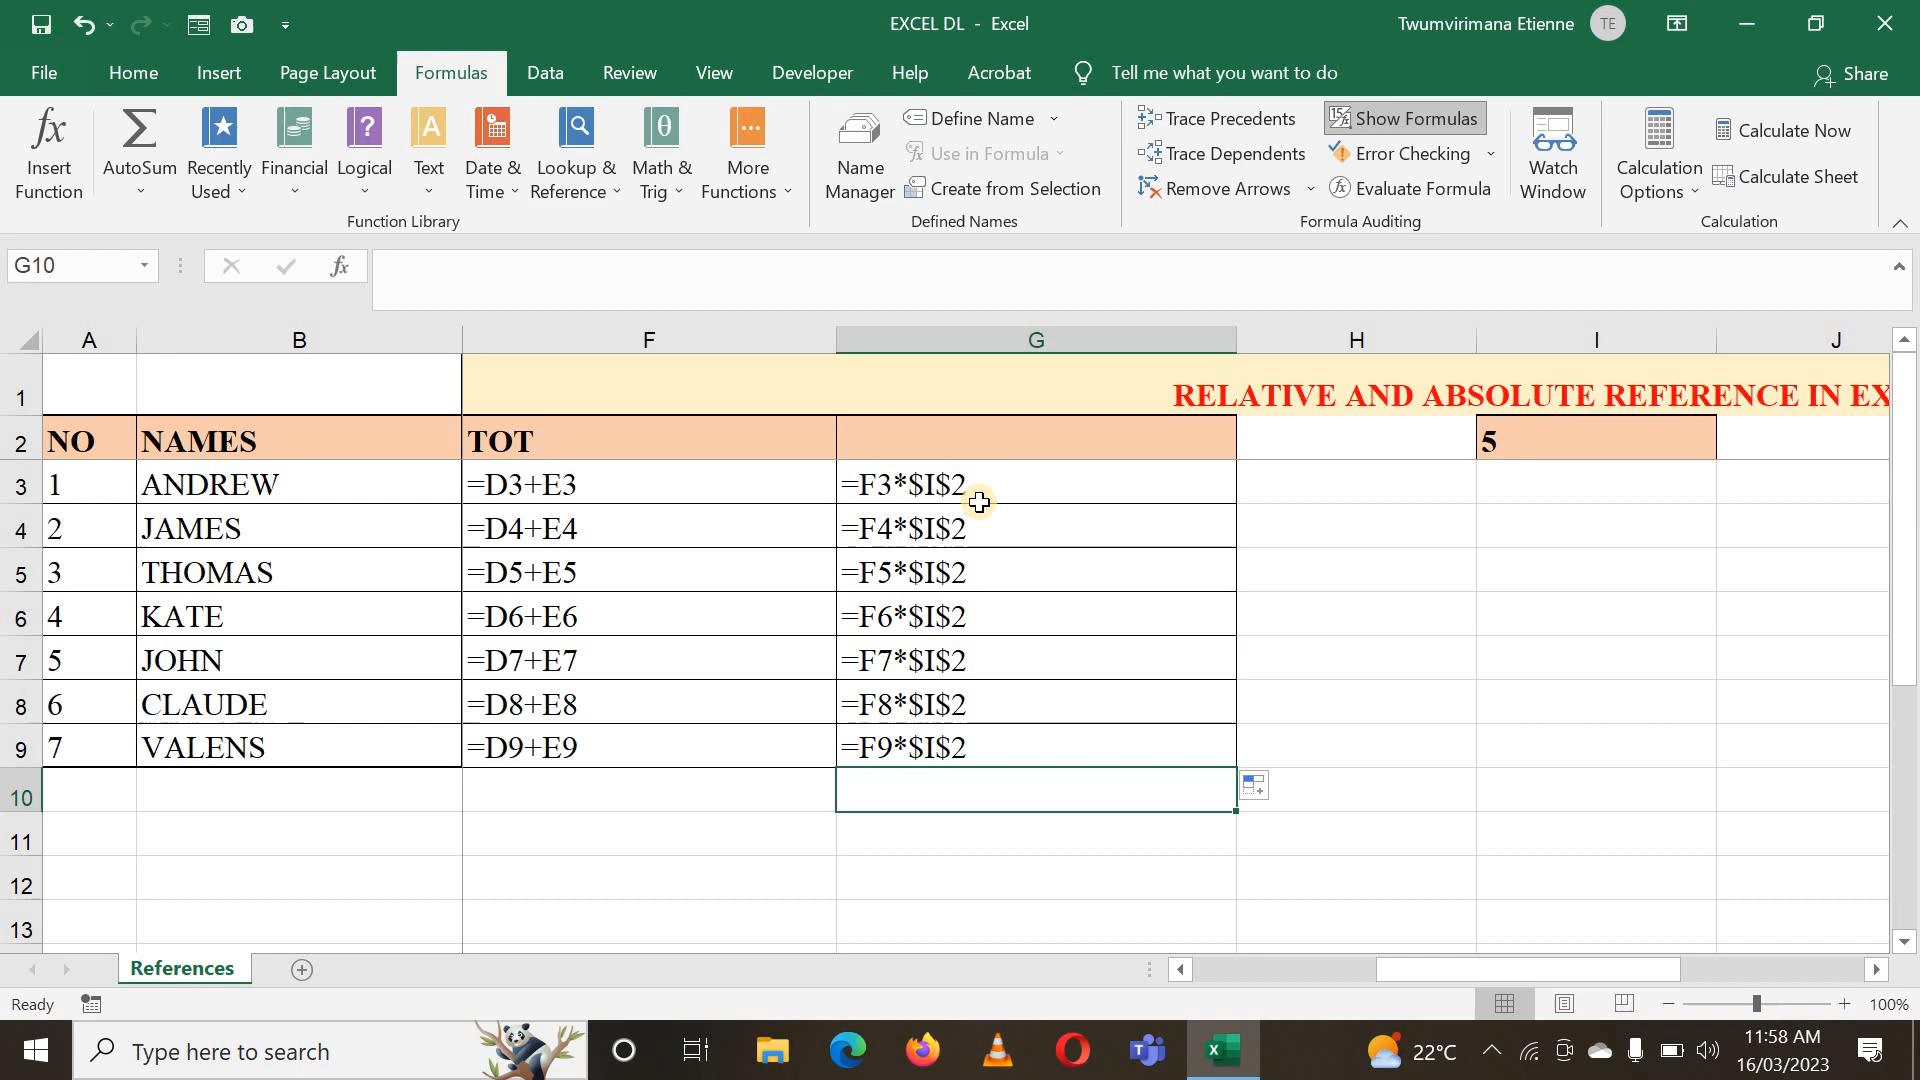 EXCEL DL - Excel
Twumvirimana Etienne TE
File Home Insert Page Layout Formulas Data Review View Developer Help Acrobat Tell me what you want to do Share
Insert Function
AutoSum
Recently Used
Financial
Logical
Text
Date & Time
Lookup & Reference
Math & Trig
More Functions
Function Library
Name Manager
Define Name
Use in Formula
Create from Selection
Defined Names
Trace Precedents
Trace Dependents
Remove Arrows
Show Formulas
Error Checking
Evaluate Formula
Formula Auditing
Watch Window
Calculation Options
Calculate Now
Calculate Sheet
Calculation
G10 fx
A B F G H I J
1 RELATIVE AND ABSOLUTE REFERENCE IN EX
2 NO NAMES TOT 5
3 1 ANDREW =D3+E3 =F3*$I$2
4 2 JAMES =D4+E4 =F4*$I$2
5 3 THOMAS =D5+E5 =F5*$I$2
6 4 KATE =D6+E6 =F6*$I$2
7 5 JOHN =D7+E7 =F7*$I$2
8 6 CLAUDE =D8+E8 =F8*$I$2
9 7 VALENS =D9+E9 =F9*$I$2
10
11
12
13
References
Ready 100%
Type here to search 22°C 11:58 AM
16/03/2023